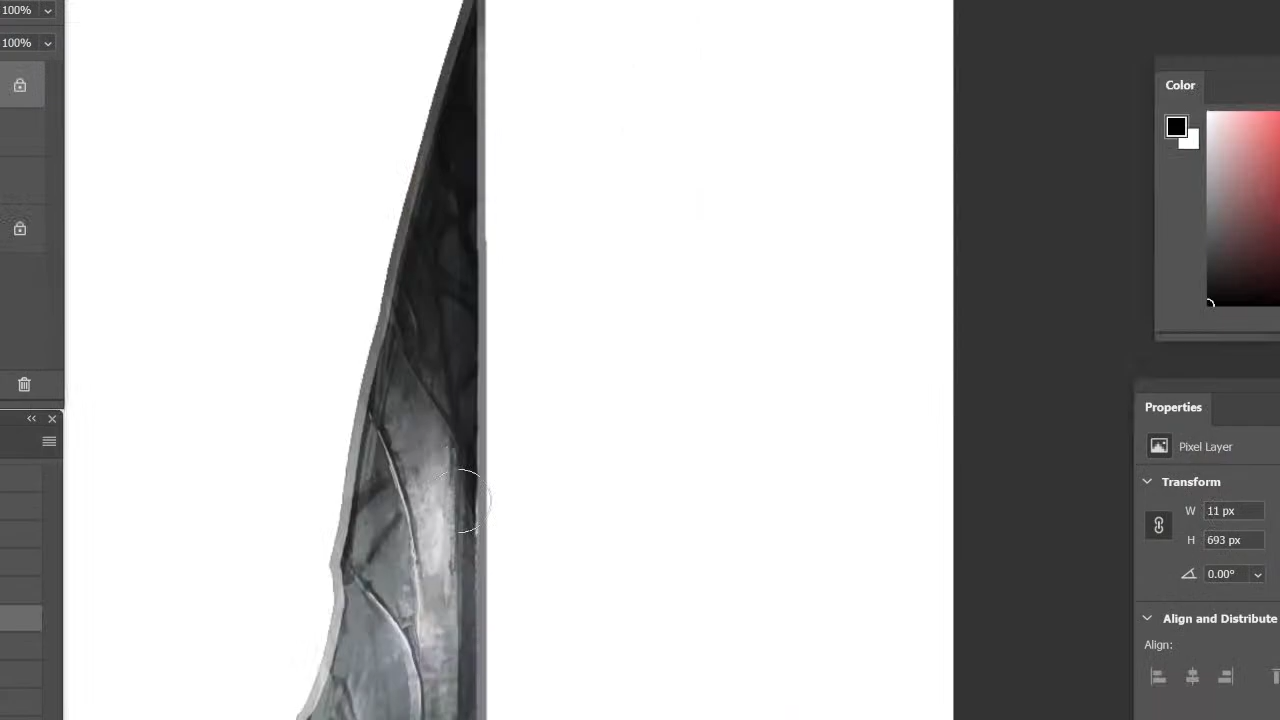 100%
100%
Color
Properties
Pixel Layer
Transform
W 11 px
H 693 px
0.00°
Align and Distribute
Align: